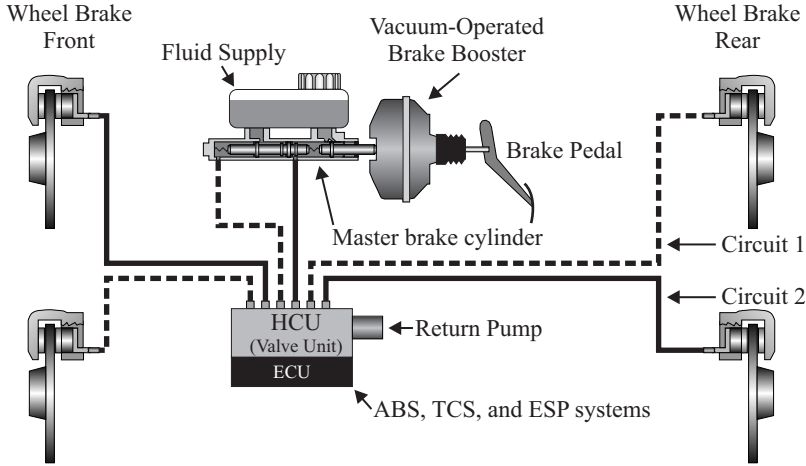 Wheel Brake
Front
Fluid Supply
Vacuum-Operated
Brake Booster
Wheel Brake
Rear
Brake Pedal
Master brake cylinder
Circuit 1
Circuit 2
HCU
(Valve Unit)
ECU
Return Pump
ABS, TCS, and ESP systems